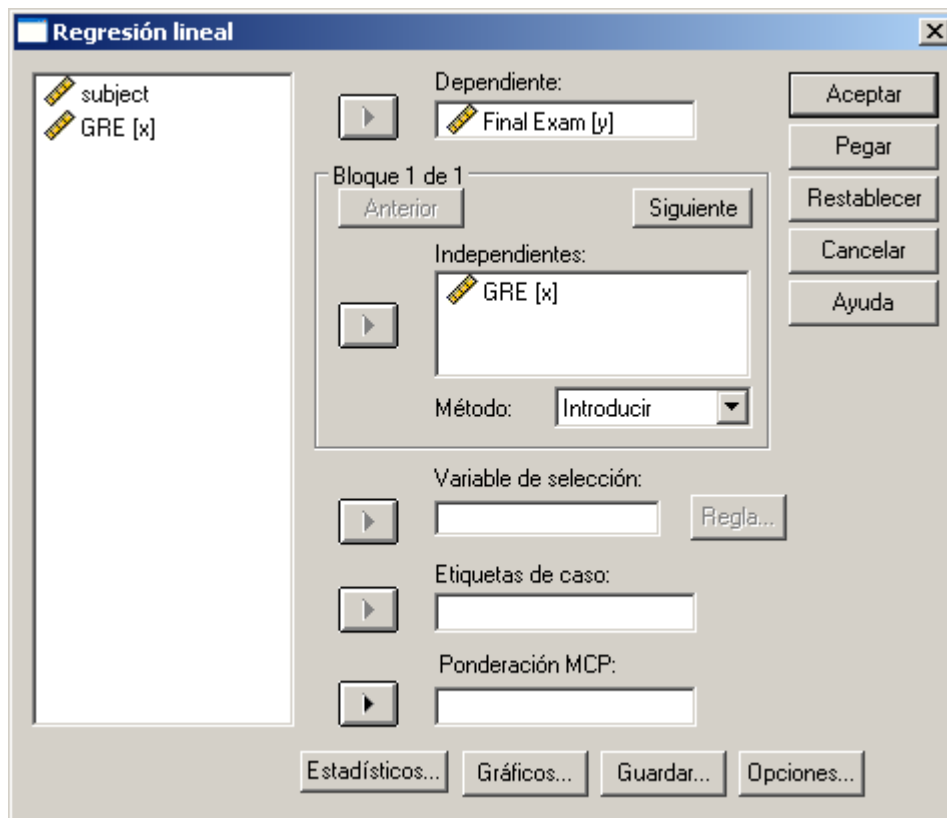 Regresión lineal
subject
GRE [x]
Dependiente:
Final Exam [y]
Bloque 1 de 1
Anterior
Siguiente
Independientes:
GRE [x]
Método:
Introducir
Variable de selección:
Regla...
Etiquetas de caso:
Ponderación MCP:
Aceptar
Pegar
Restablecer
Cancelar
Ayuda
Estadísticos...
Gráficos...
Guardar...
Opciones...